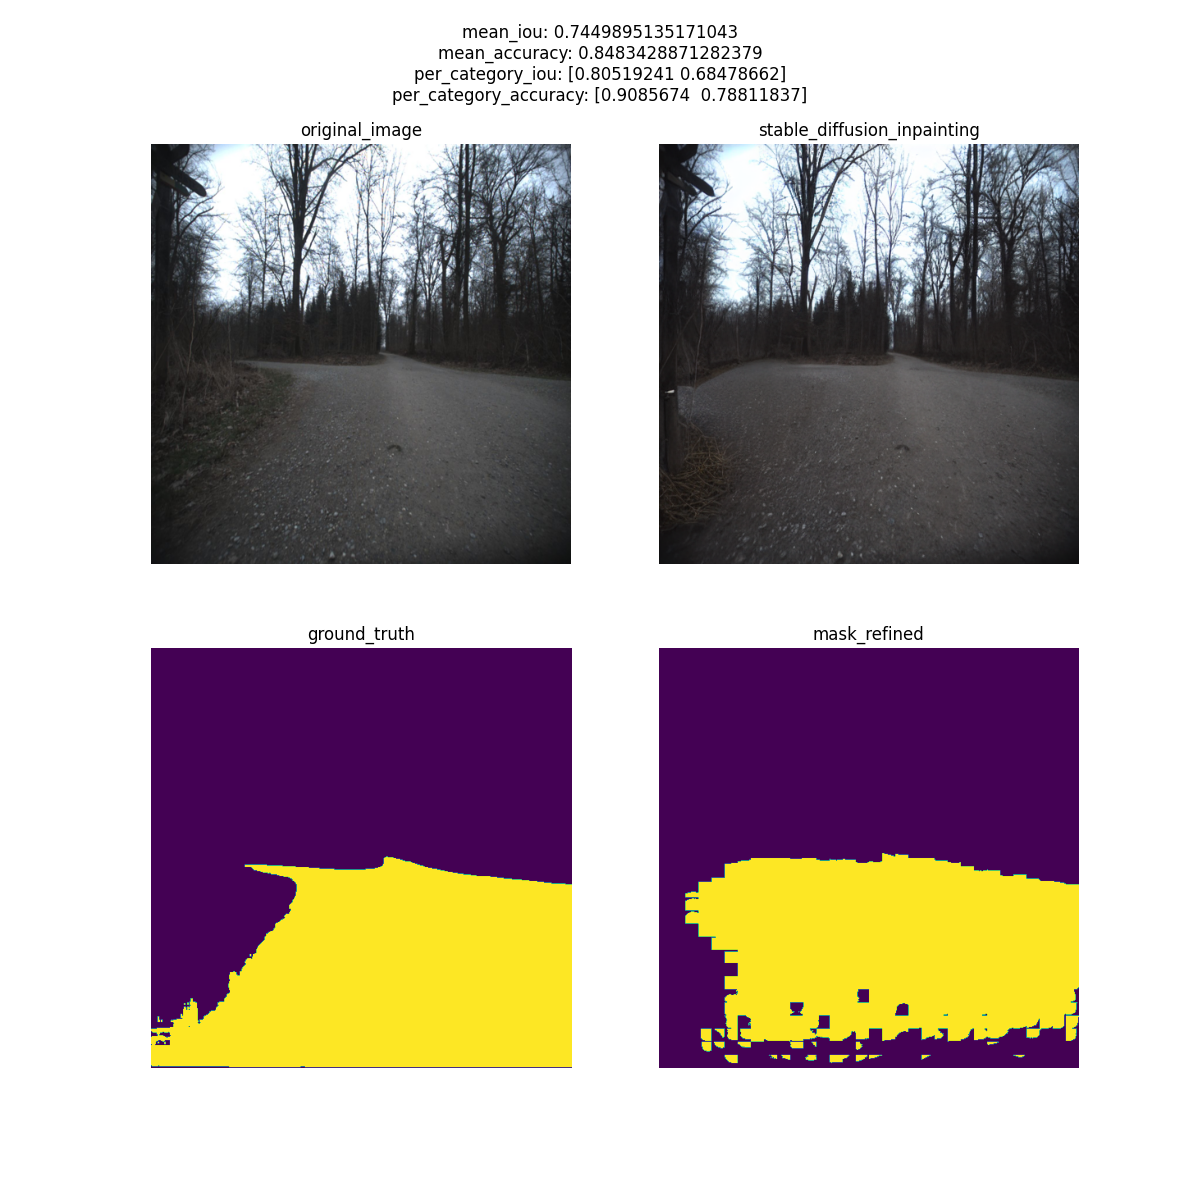 mean_iou: 0.7449895135171043
mean_accuracy: 0.8483428871282379
per_category_iou: [0.80519241 0.68478662]
per_category_accuracy: [0.9085674  0.78811837]
original_image
stable_diffusion_inpainting
ground_truth
mask_refined